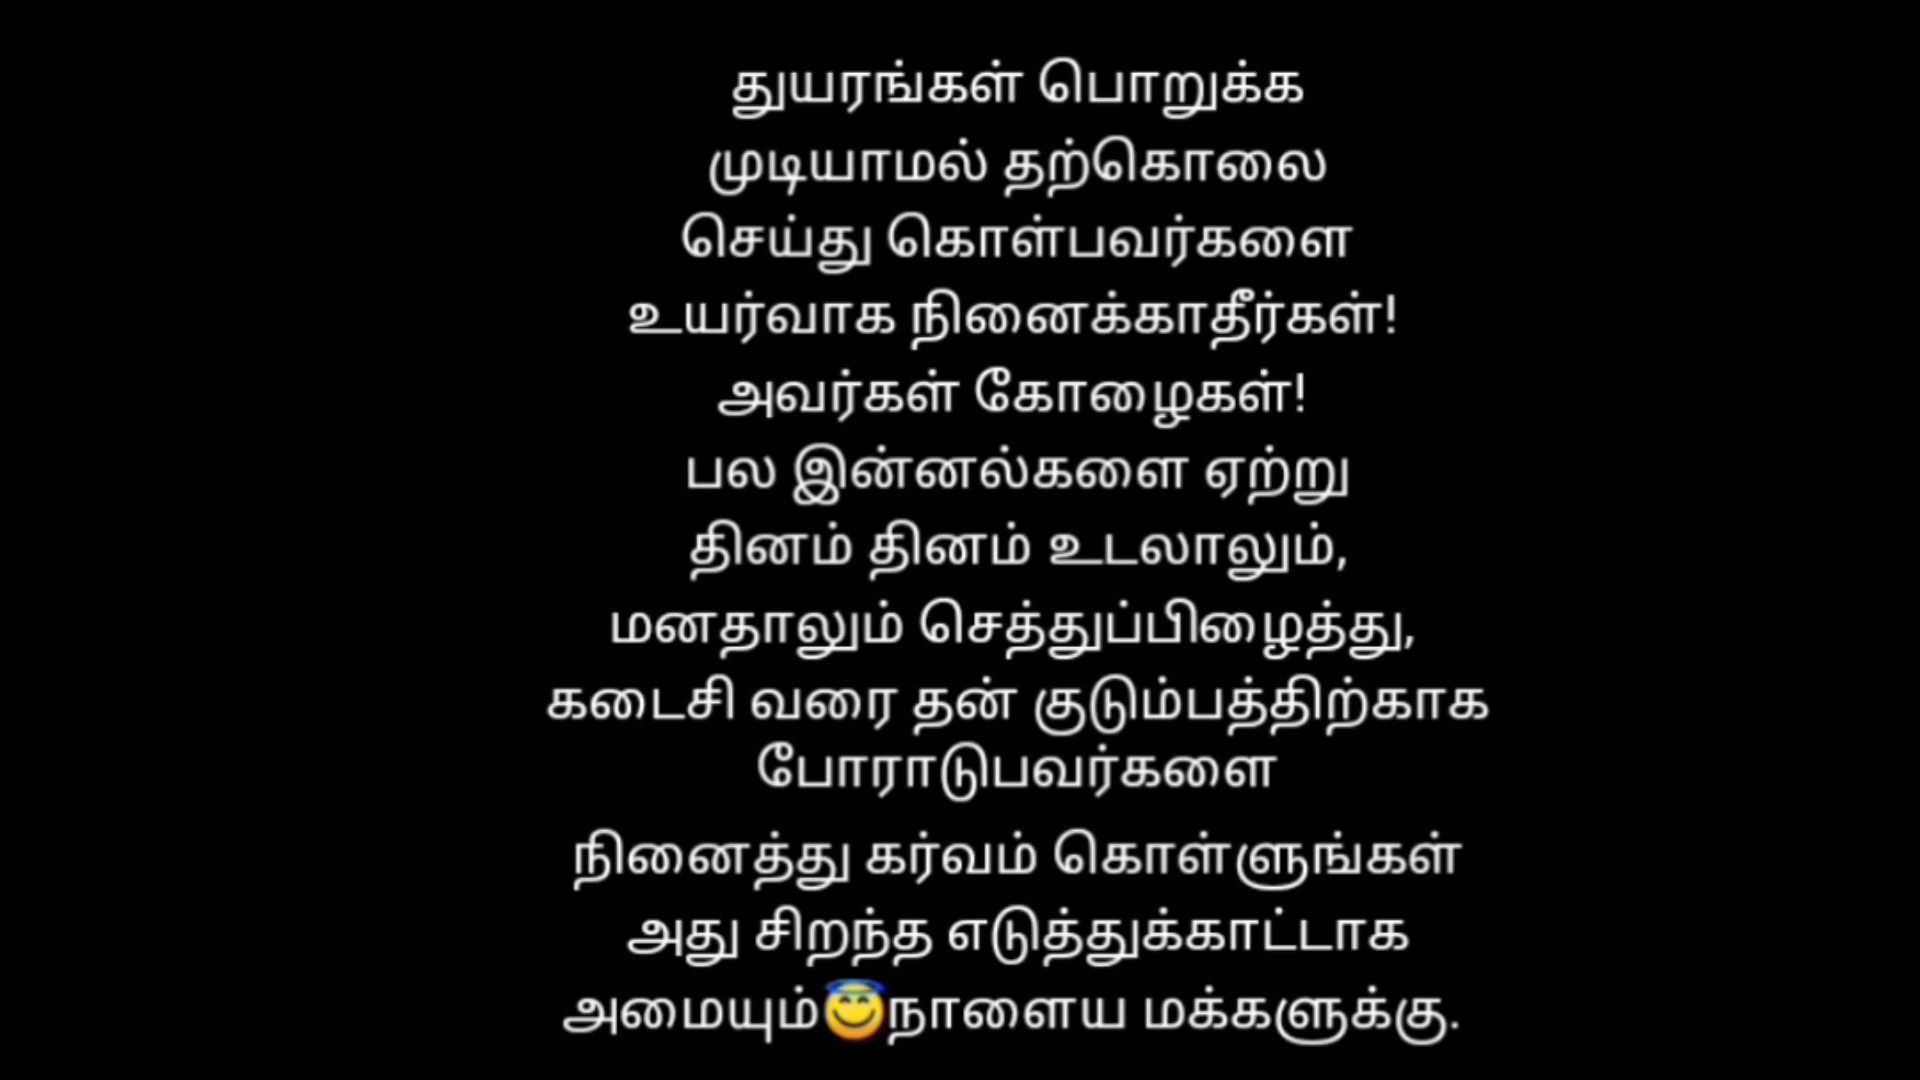 துயரங்கள் பொறுக்க
முடியாமல் தற்கொலை
செய்து கொள்பவர்களை
உயர்வாக நினைக்காதீர்கள்!
அவர்கள் கோழைகள்!
பல இன்னல்களை ஏற்று
தினம் தினம் உடலாலும்,
மனதாலும் செத்துப்பிழைத்து,
கடைசி வரை தன் குடும்பத்திற்காக
போராடுபவர்களை
நினைத்து கர்வம் கொள்ளுங்கள்
அது சிறந்த எடுத்துக்காட்டாக
அமையும்😇நாளைய மக்களுக்கு.